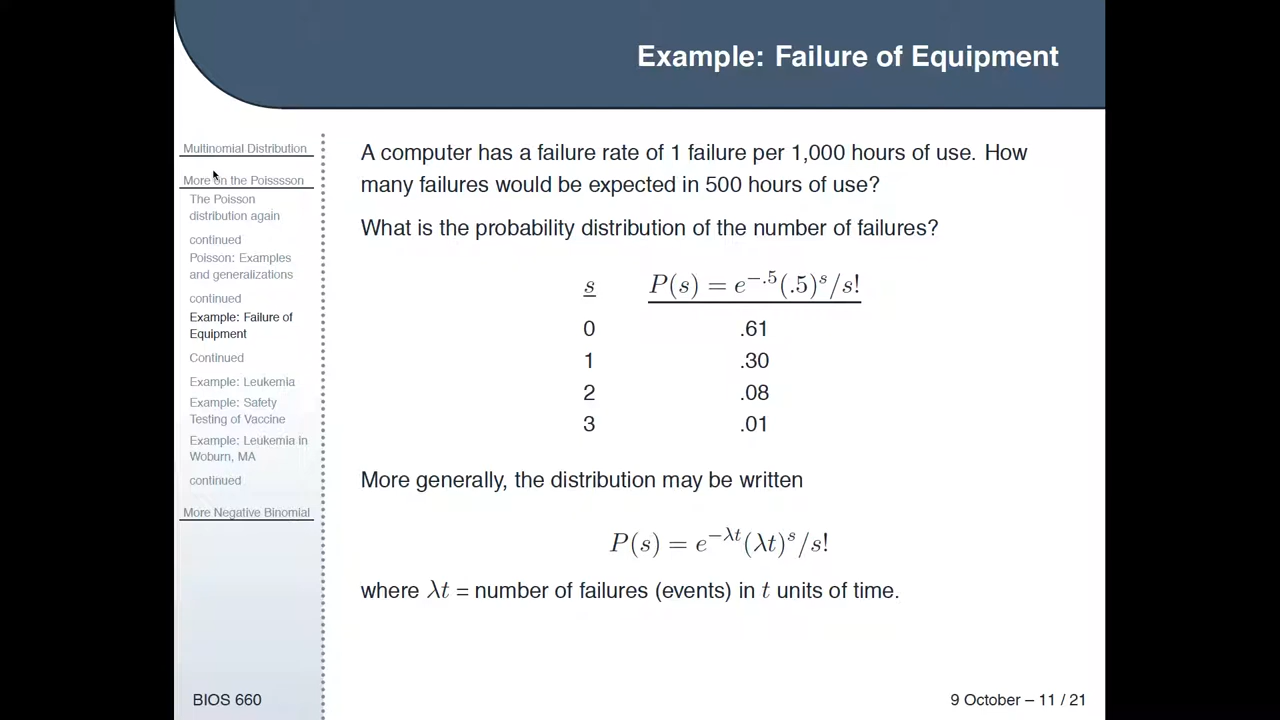 Example: Failure of Equipment
Multinomial Distribution
More on the Poisssson
The Poisson
distribution again
continued
Poisson: Examples
and generalizations
continued
Example: Failure of
Equipment
Continued
Example: Leukemia
Example: Safety
Testing of Vaccine
Example: Leukemia in
Woburn, MA
continued
More Negative Binomial
A computer has a failure rate of 1 failure per 1,000 hours of use. How
many failures would be expected in 500 hours of use?
What is the probability distribution of the number of failures?
s P(s) = e^{−.5}(.5)^s/s!
0 .61
1 .30
2 .08
3 .01
More generally, the distribution may be written
P(s) = e^{−λt}(λt)^s/s!
where λt = number of failures (events) in t units of time.
BIOS 660
9 October – 11 / 21